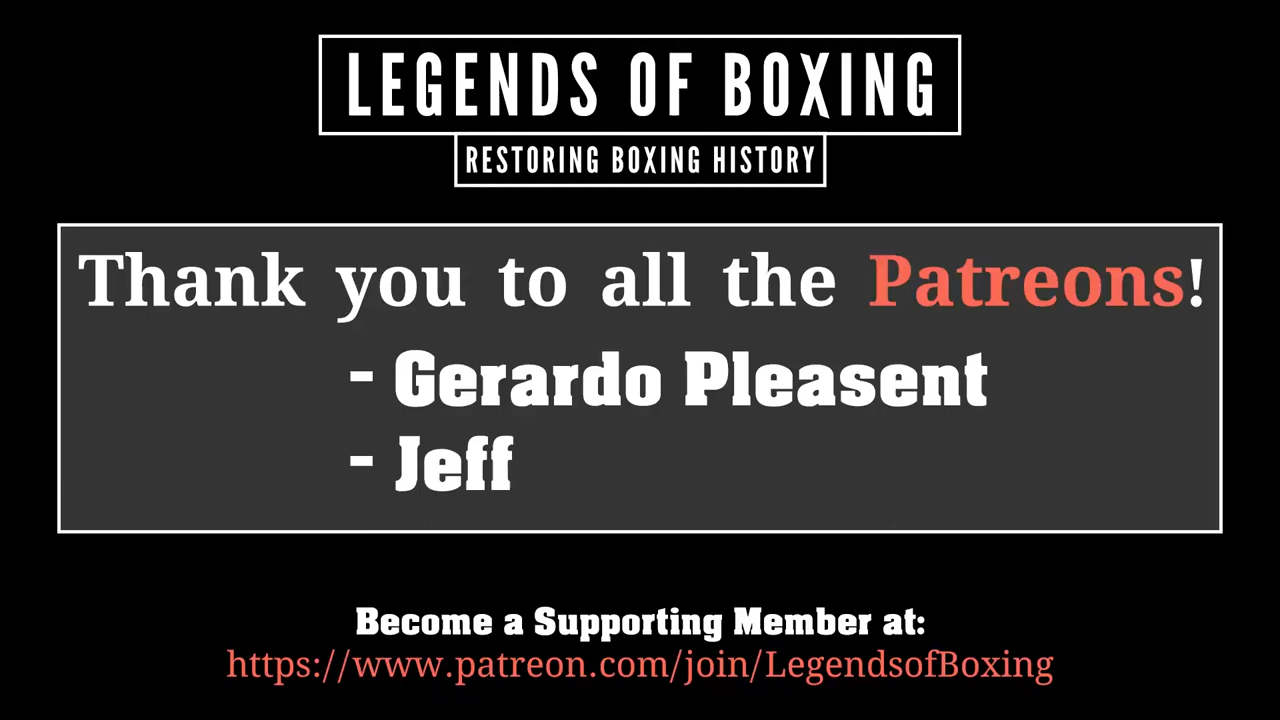 LEGENDS OF BOXING
RESTORING BOXING HISTORY
Thank you to all the Patreons!
- Gerardo Pleasent
- Jeff
Become a Supporting Member at:
https://www.patreon.com/join/LegendsofBoxing